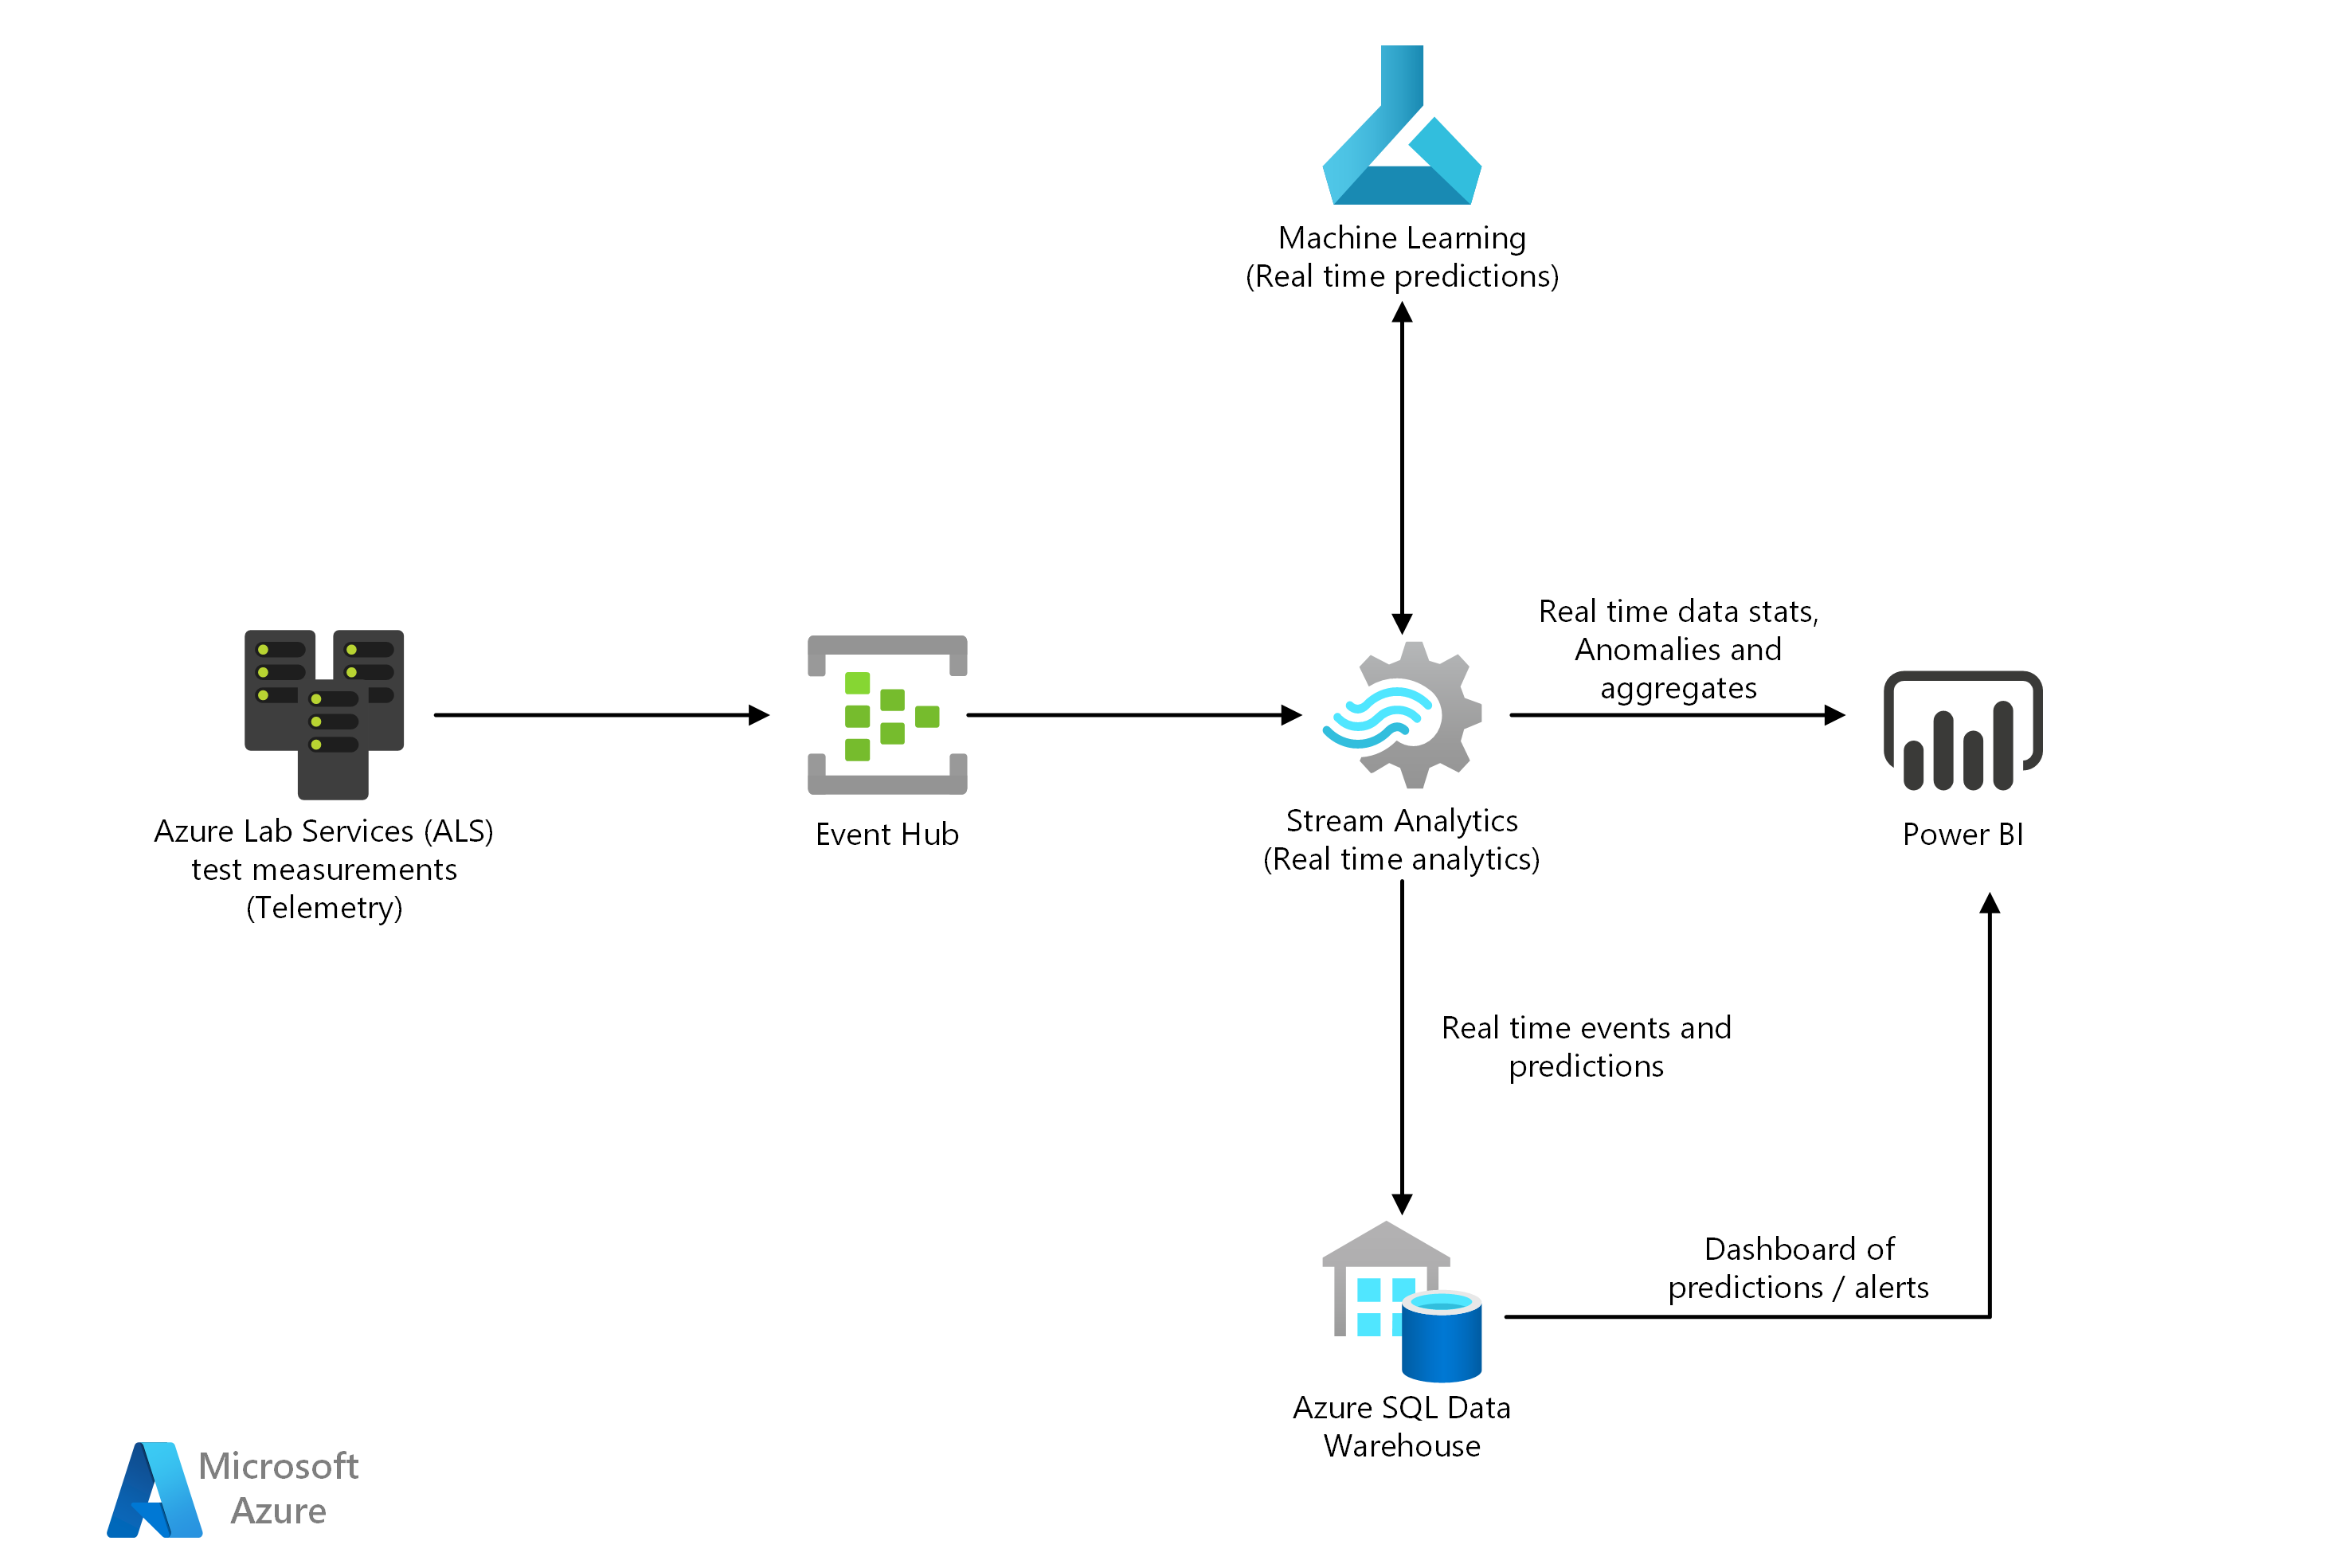 Machine Learning
(Real time predictions)
Real time data stats,
Anomalies and
aggregates
Azure Lab Services (ALS)
test measurements
(Telemetry)
Event Hub
Stream Analytics
(Real time analytics)
Power BI
Real time events and
predictions
Dashboard of
predictions / alerts
Azure SQL Data
Warehouse
Microsoft
Azure